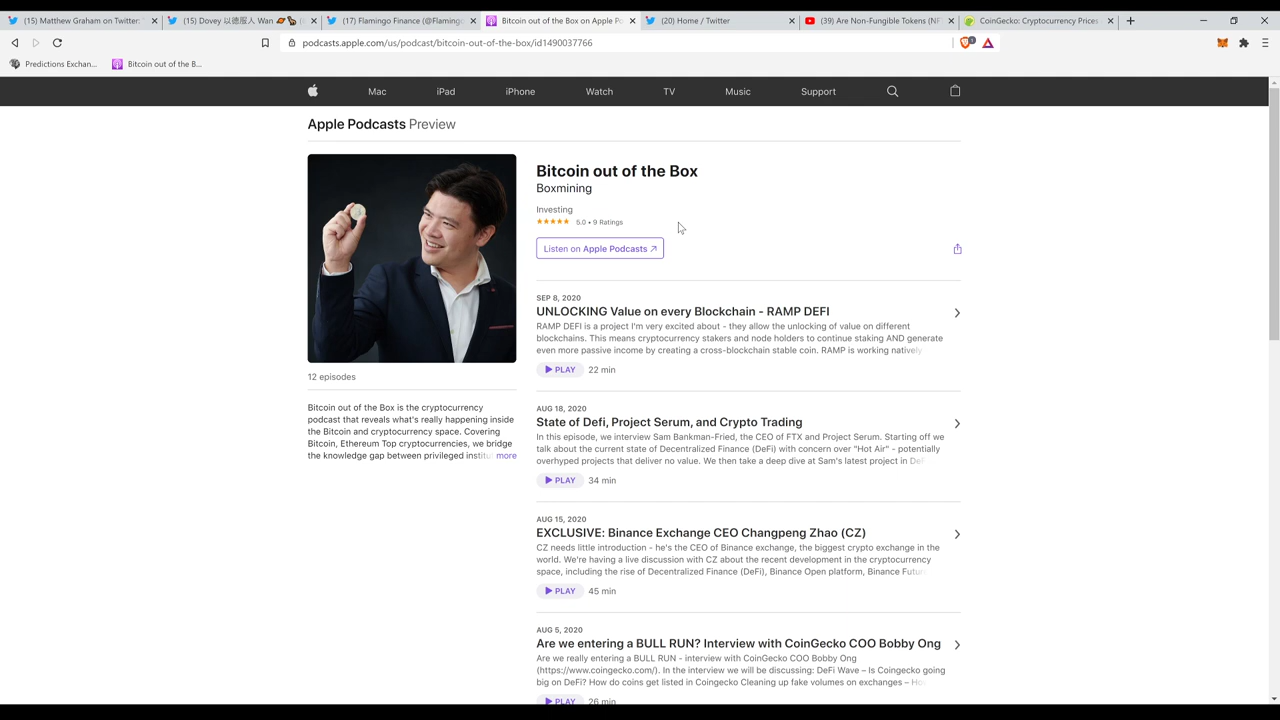 (15) Matthew Graham on Twitter: "
(15) Dovey 以德服人 Wan
(17) Flamingo Finance (@Flamingo
Bitcoin out of the Box on Apple Po
(20) Home / Twitter
(39) Are Non-Fungible Tokens (NF
CoinGecko: Cryptocurrency Prices
podcasts.apple.com/us/podcast/bitcoin-out-of-the-box/id1490037766
Predictions Exchan...
Bitcoin out of the B...
Mac
iPad
iPhone
Watch
TV
Music
Support
Apple Podcasts Preview
Bitcoin out of the Box
Boxmining
Investing
★★★★★ 5.0 • 9 Ratings
Listen on Apple Podcasts ↗
12 episodes
Bitcoin out of the Box is the cryptocurrency
podcast that reveals what's really happening inside
the Bitcoin and cryptocurrency space. Covering
Bitcoin, Ethereum Top cryptocurrencies, we bridge
the knowledge gap between privileged institu more
SEP 8, 2020
UNLOCKING Value on every Blockchain - RAMP DEFI
RAMP DEFI is a project I'm very excited about - they allow the unlocking of value on different
blockchains. This means cryptocurrency stakers and node holders to continue staking AND generate
even more passive income by creating a cross-blockchain stable coin. RAMP is working natively
PLAY 22 min
AUG 18, 2020
State of Defi, Project Serum, and Crypto Trading
In this episode, we interview Sam Bankman-Fried, the CEO of FTX and Project Serum. Starting off we
talk about the current state of Decentralized Finance (DeFi) with concern over "Hot Air" - potentially
overhyped projects that deliver no value. We then take a deep dive at Sam's latest project in Def
PLAY 34 min
AUG 15, 2020
EXCLUSIVE: Binance Exchange CEO Changpeng Zhao (CZ)
CZ needs little introduction - he's the CEO of Binance exchange, the biggest crypto exchange in the
world. We're having a live discussion with CZ about the recent development in the cryptocurrency
space, including the rise of Decentralized Finance (DeFi), Binance Open platform, Binance Futur
PLAY 45 min
AUG 5, 2020
Are we entering a BULL RUN? Interview with CoinGecko COO Bobby Ong
Are we really entering a BULL RUN - interview with CoinGecko COO Bobby Ong
(https://www.coingecko.com/). In the interview we will be discussing: DeFi Wave – Is Coingecko going
big on DeFi? How do coins get listed in Coingecko Cleaning up fake volumes on exchanges – Ho
PLAY 26 min